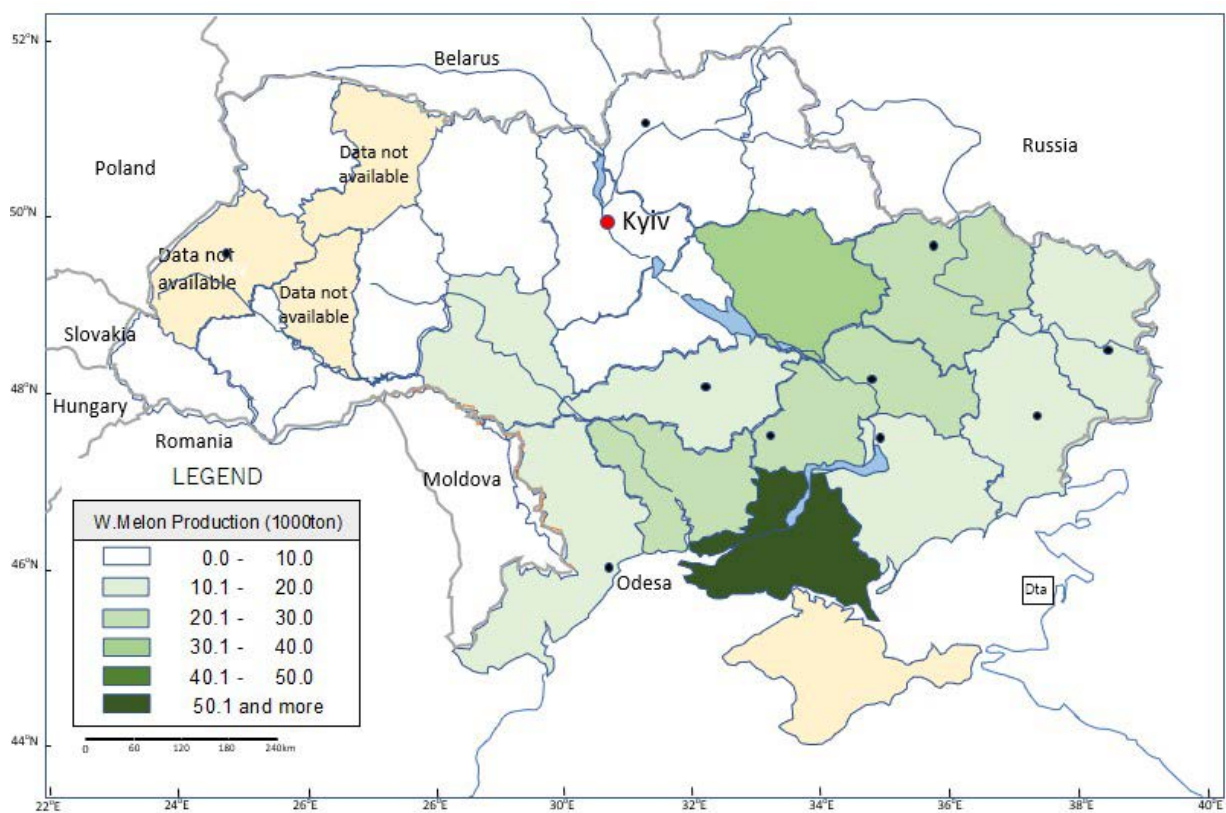 52°N
Belarus
Russia
Data not
available
Poland
50°N
Kyiv
Data not
available
Data not
available
Slovakia
48°N
Hungary
Romania
Moldova
LEGEND
W.Melon Production (1000ton)
0.0 - 10.0
10.1 - 20.0
20.1 - 30.0
30.1 - 40.0
40.1 - 50.0
50.1 and more
46°N
Odesa
Dta
44°N
0 60 120 180 240km
22°E 24°E 26°E 26°E 30°E 32°E 34°E 36°E 38°E 40°E